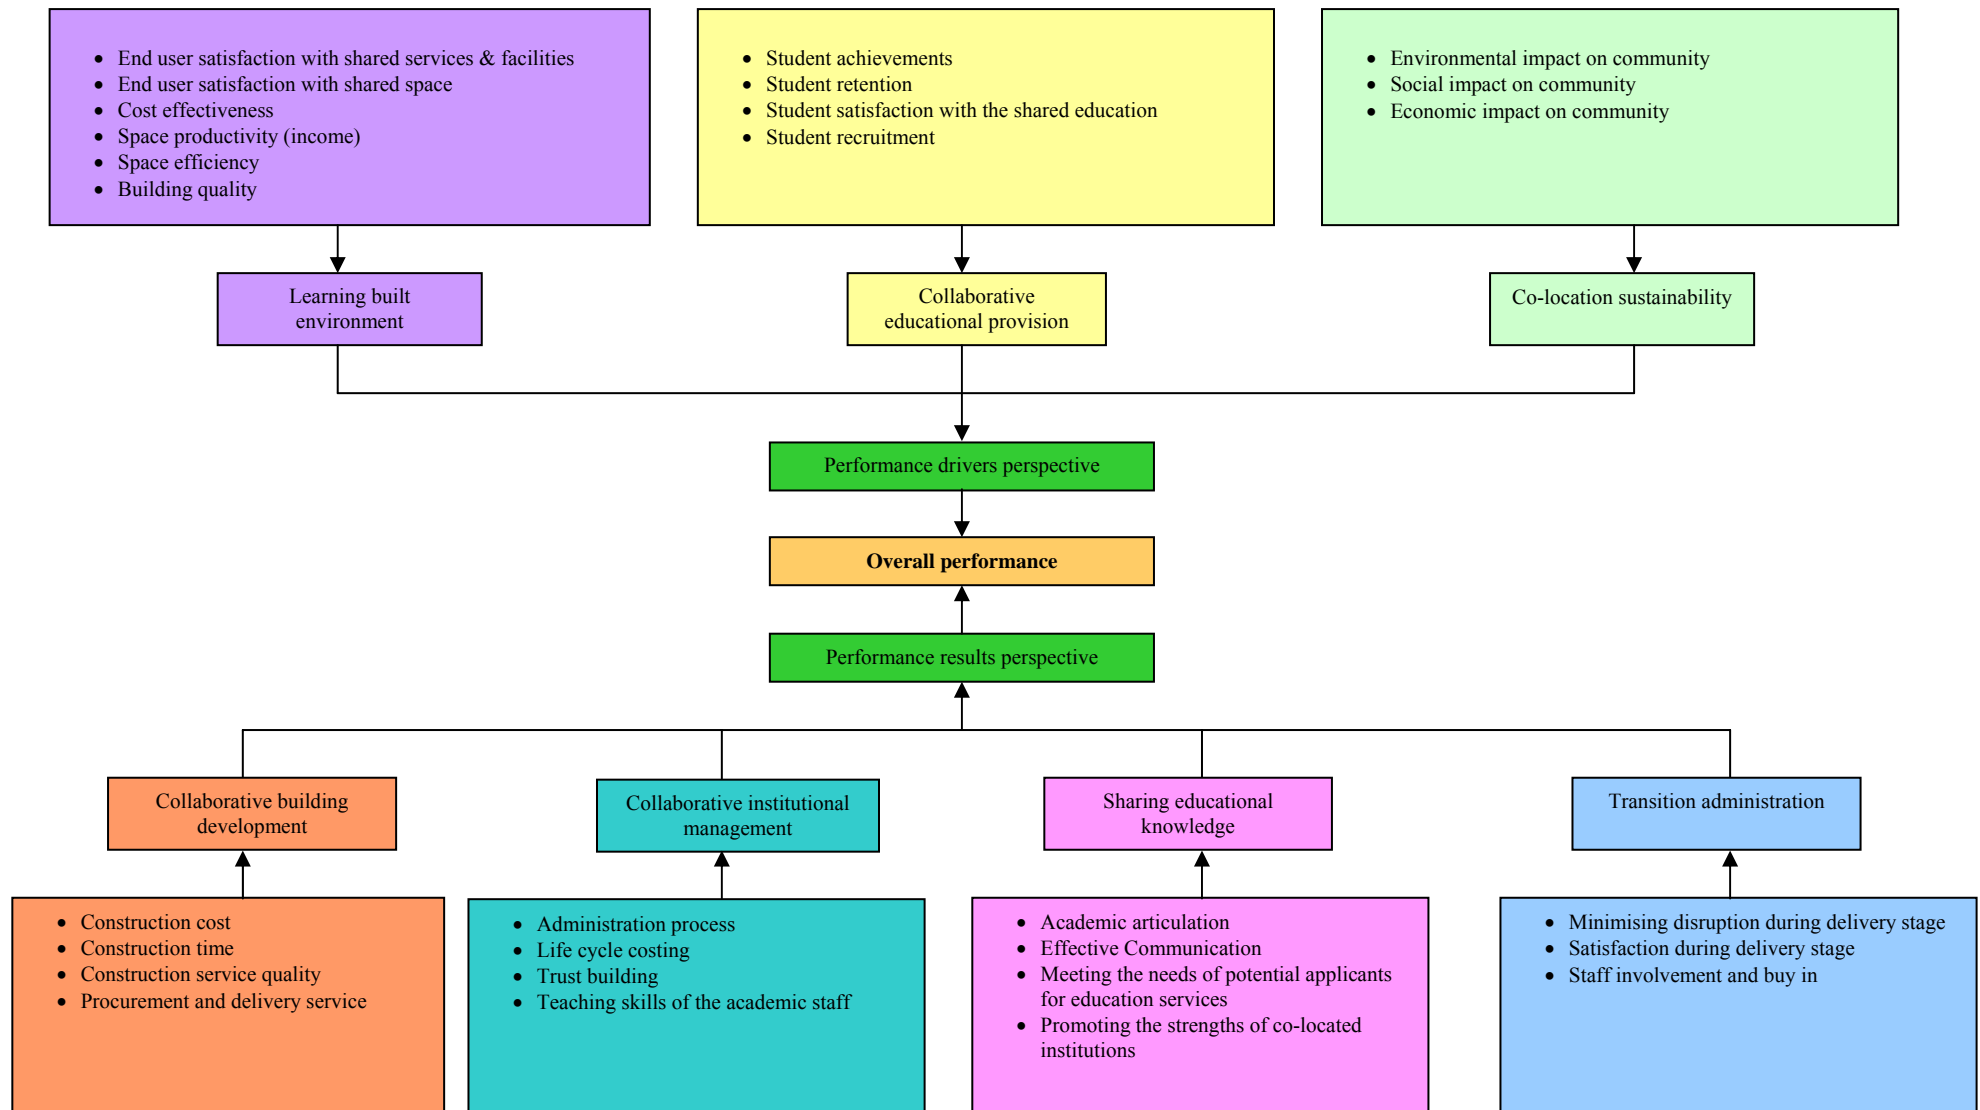 • End user satisfaction with shared services & facilities
• End user satisfaction with shared space
• Cost effectiveness
• Space productivity (income)
• Space efficiency
• Building quality
• Student achievements
• Student retention
• Student satisfaction with the shared education
• Student recruitment
• Environmental impact on community
• Social impact on community
• Economic impact on community
Learning built
environment
Collaborative
educational provision
Co-location sustainability
Performance drivers perspective
Overall performance
Performance results perspective
Collaborative building
development
Collaborative institutional
management
Sharing educational
knowledge
Transition administration
• Construction cost
• Construction time
• Construction service quality
• Procurement and delivery service
• Administration process
• Life cycle costing
• Trust building
• Teaching skills of the academic staff
• Academic articulation
• Effective Communication
• Meeting the needs of potential applicants
for education services
• Promoting the strengths of co-located
institutions
• Minimising disruption during delivery stage
• Satisfaction during delivery stage
• Staff involvement and buy in